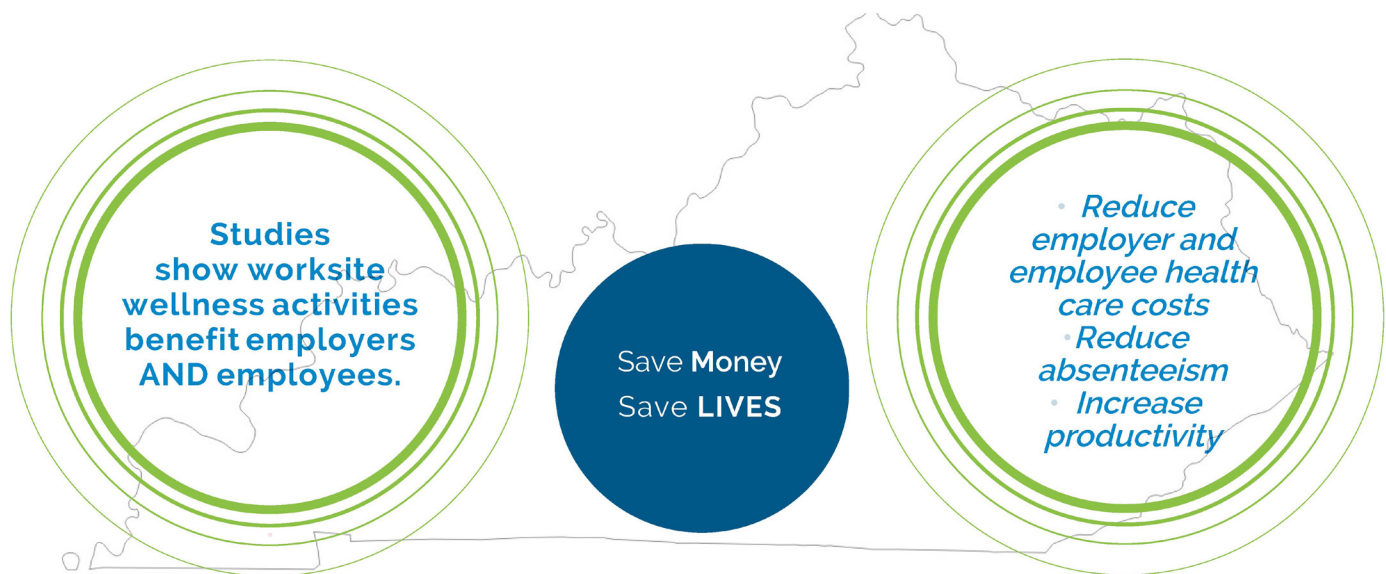 Studies
show worksite
wellness activities
benefit employers
AND employees.
Save Money
Save LIVES
• Reduce
employer and
employee health
care costs
• Reduce
absenteeism
• Increase
productivity